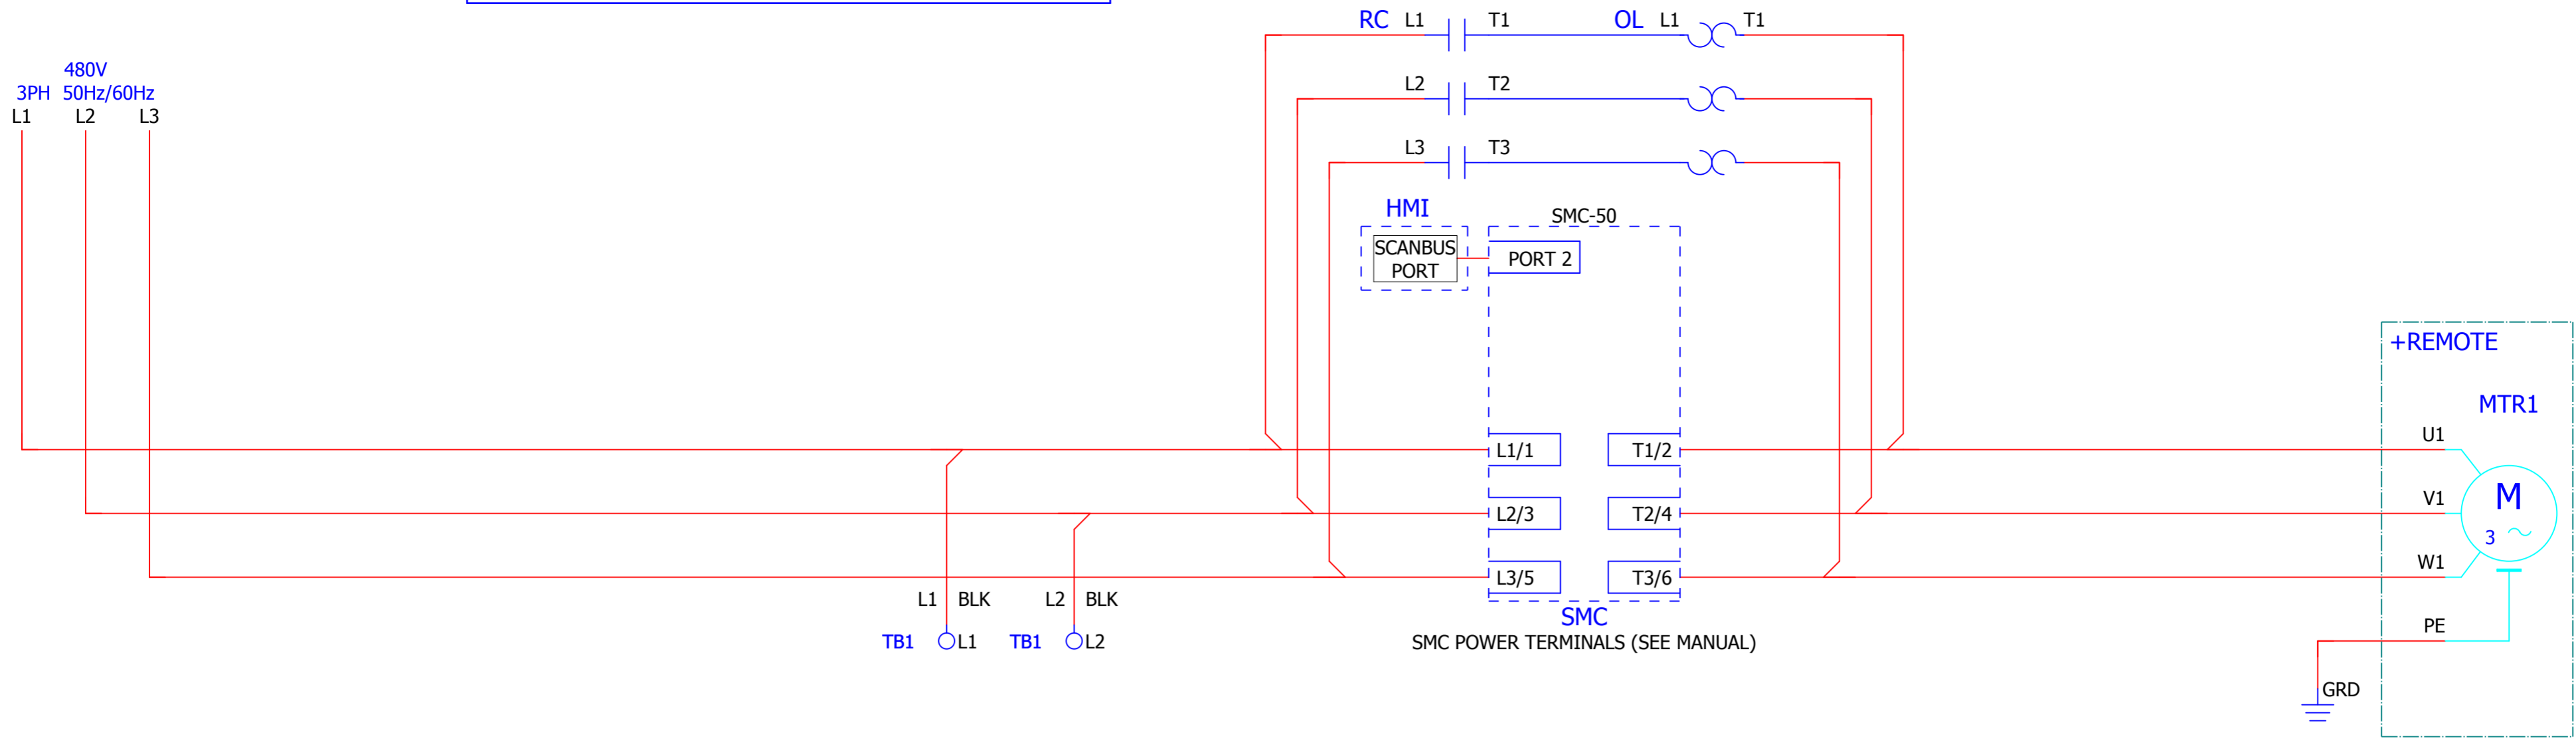 RC L1 T1 OL L1 T1
480V
3PH 50Hz/60Hz
L1 L2 L3
L2 T2
L3 T3
HMI
SCANBUS
PORT
SMC-50
PORT 2
+REMOTE
MTR1
L1/1 T1/2 U1
L2/3 T2/4 V1
M
3
L3/5 T3/6 W1
L1 BLK L2 BLK
SMC
TB1 L1 TB1 L2
SMC POWER TERMINALS (SEE MANUAL)
PE
GRD